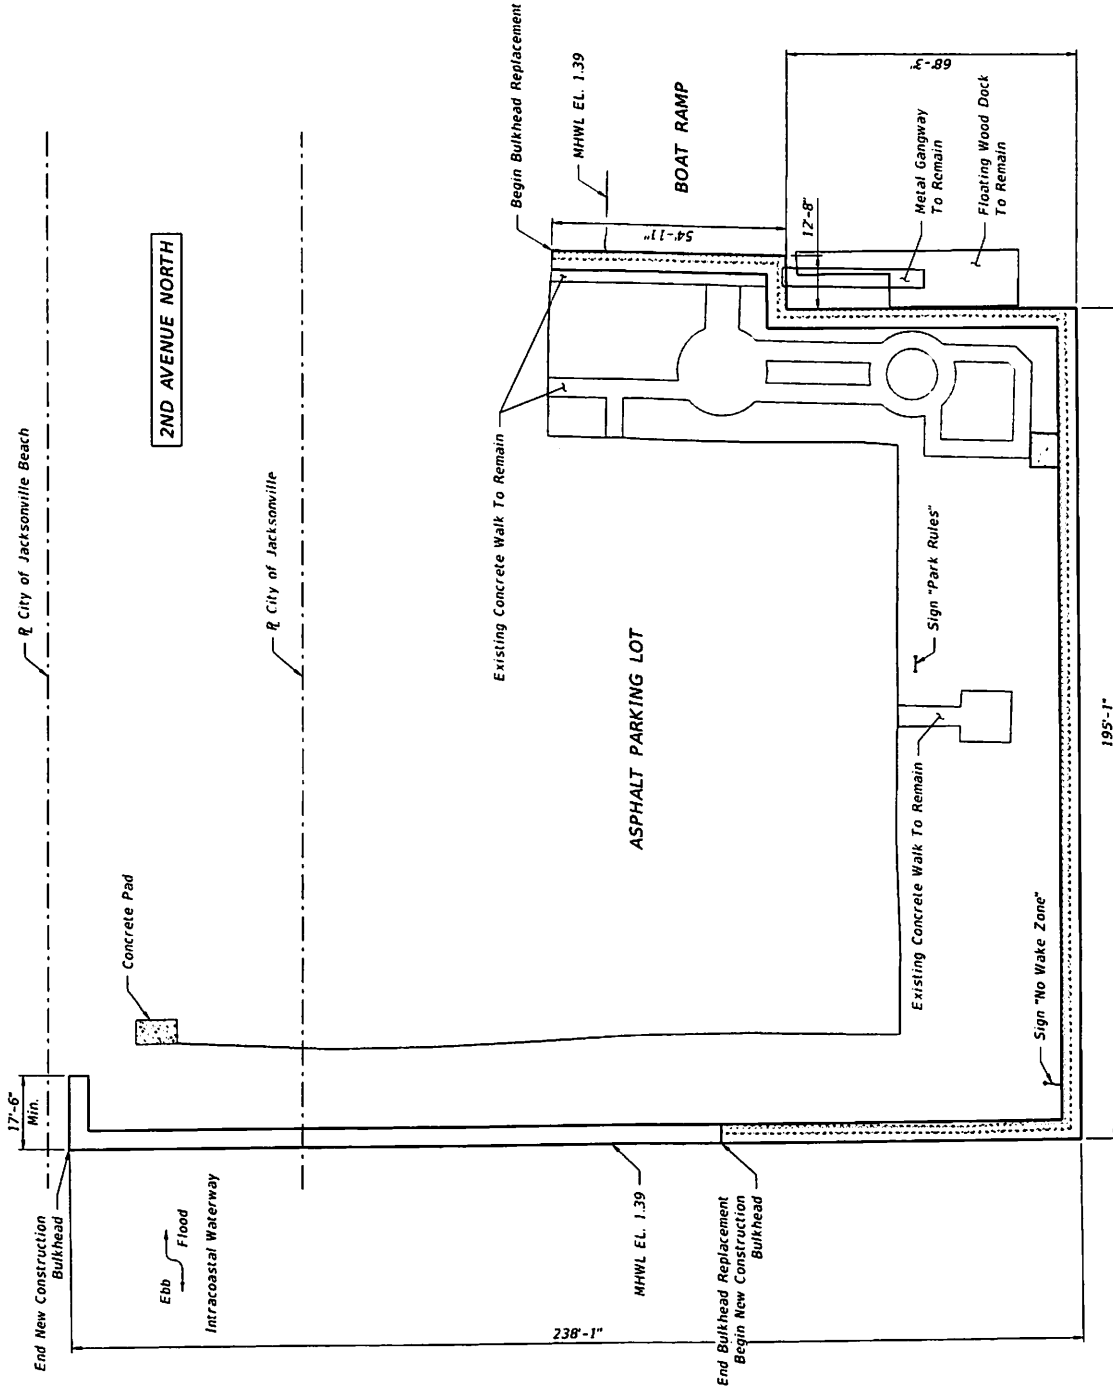 End New Construction
Bulkhead
17'-6"
Min.
Ebb
Flood
Intracoastal Waterway
Concrete Pad
℞ City of Jacksonville Beach
℞ City of Jacksonville
2ND AVENUE NORTH
238'-1"
MHWL EL. 1.39
End Bulkhead Replacement
Begin New Construction
Bulkhead
Existing Concrete Walk To Remain
ASPHALT PARKING LOT
Begin Bulkhead Replacement
MHWL EL. 1.39
BOAT RAMP
54'-11"
12'-8"
68'-3"
Metal Gangway
To Remain
Floating Wood Dock
To Remain
Existing Concrete Walk To Remain
Sign "Park Rules"
Sign "No Wake Zone"
195'-1"